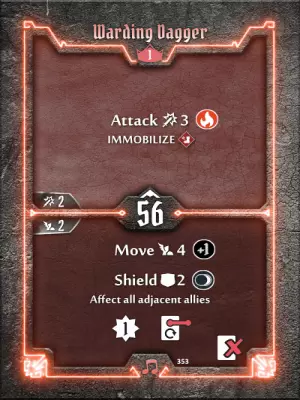 Warding Dagger
1
Attack 3
IMMOBILIZE
2
56
2
Move 4 +1
Shield 2
Affect all adjacent allies
1
353